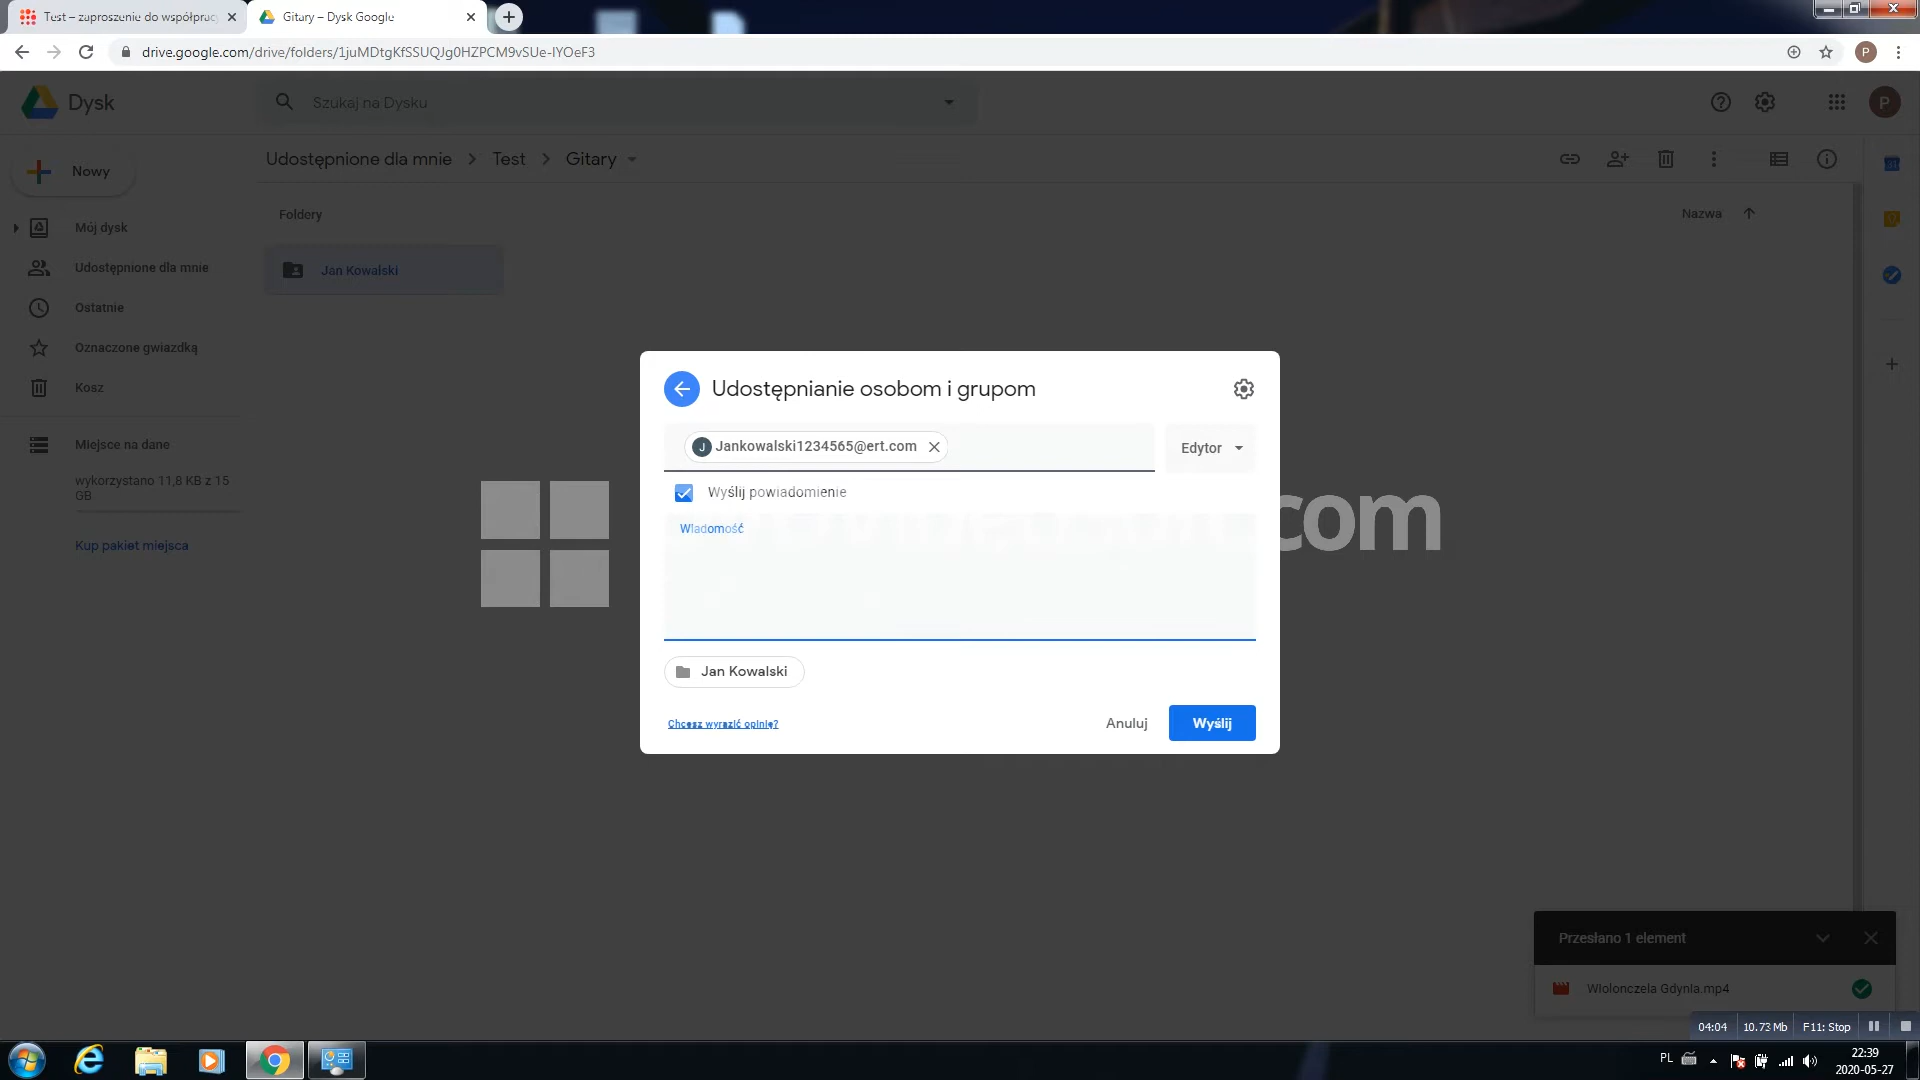 Test – zaproszenie do współprac
Gitary – Dysk Google
drive.google.com/drive/folders/1juMDtgKfSSUQJg0HZPCM9vSUe-IYOeF3
P
Dysk
Szukaj na Dysku
P
Nowy
Udostępnione dla mnie > Test > Gitary
Foldery
Nazwa
Mój dysk
Jan Kowalski
Udostępnione dla mnie
Ostatnie
Oznaczone gwiazdką
Kosz
Miejsce na dane
wykorzystano 11,8 KB z 15
GB
Kup pakiet miejsca
Udostępnianie osobom i grupom
J Jankowalski1234565@ert.com
Edytor
Wyślij powiadomienie
Wiadomość
.com
Jan Kowalski
Chcesz wyrazić opinię?
Anuluj
Wyślij
Przesłano 1 element
Wiolonczela Gdynia.mp4
04:04 10.73 Mb F11: Stop
PL
22:39
2020-05-27